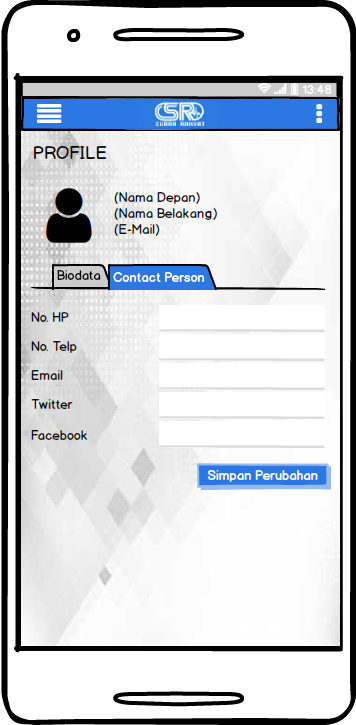 13:48
CSR
SUARA RAKYAT
PROFILE
(Nama Depan)
(Nama Belakang)
(E-Mail)
Biodata Contact Person
No. HP
No. Telp
Email
Twitter
Facebook
Simpan Perubahan